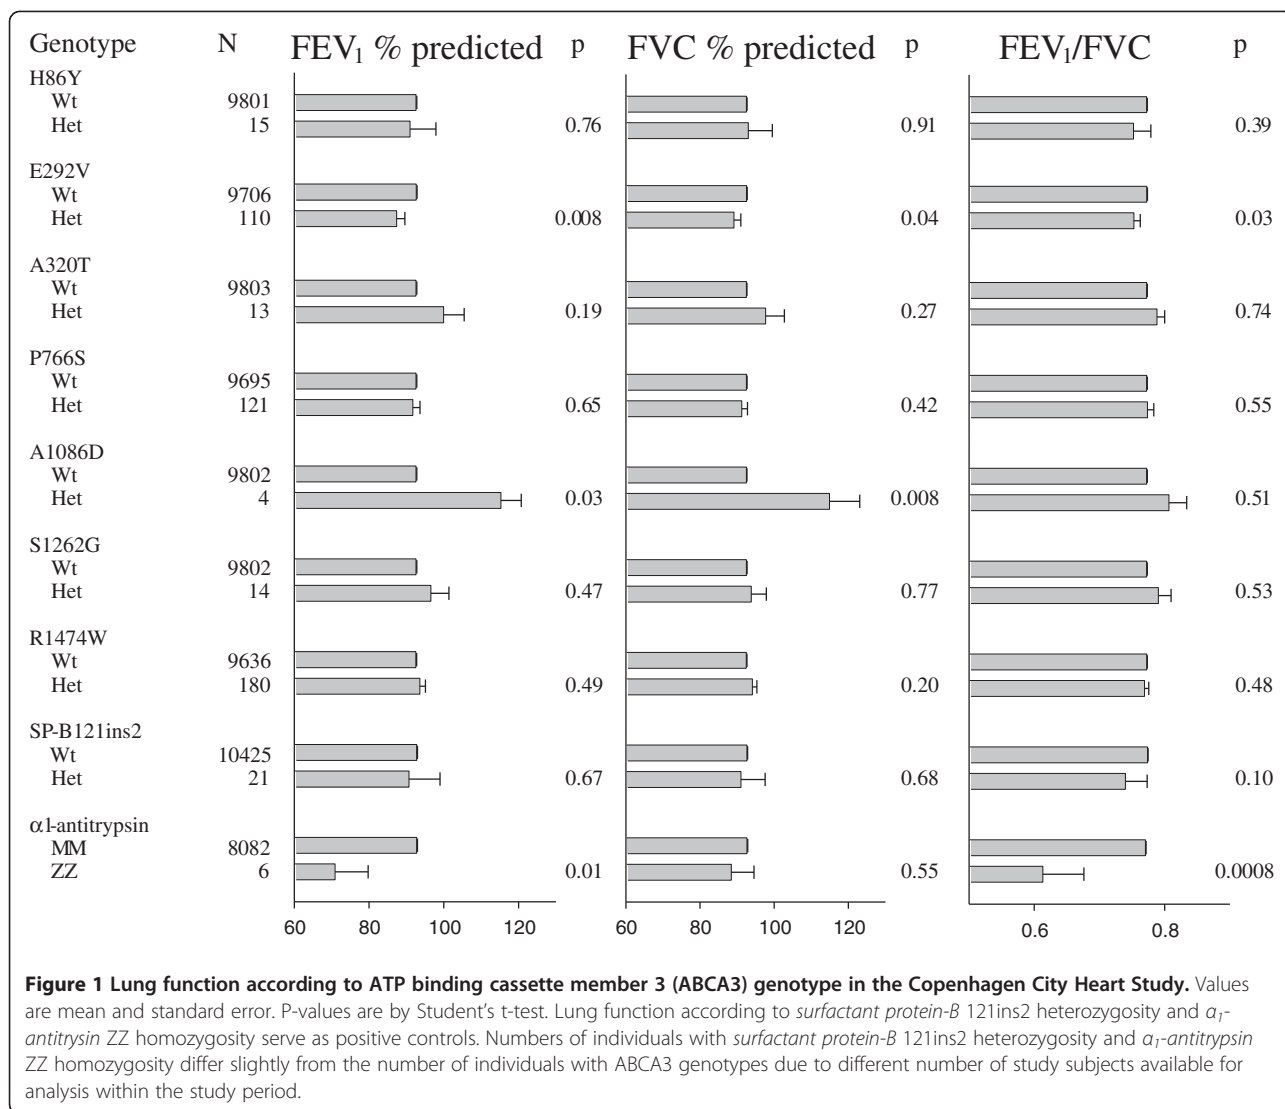 Genotype N FEV₁ % predicted p FVC % predicted p FEV₁/FVC p
H86Y
Wt 9801
Het 15 0.76 0.91 0.39
E292V
Wt 9706
Het 110 0.008 0.04 0.03
A320T
Wt 9803
Het 13 0.19 0.27 0.74
P766S
Wt 9695
Het 121 0.65 0.42 0.55
A1086D
Wt 9802
Het 4 0.03 0.008 0.51
S1262G
Wt 9802
Het 14 0.47 0.77 0.53
R1474W
Wt 9636
Het 180 0.49 0.20 0.48
SP-B121ins2
Wt 10425
Het 21 0.67 0.68 0.10
α1-antitrypsin
MM 8082
ZZ 6 0.01 0.55 0.0008
60 80 100 120 60 80 100 120 0.6 0.8
Figure 1 Lung function according to ATP binding cassette member 3 (ABCA3) genotype in the Copenhagen City Heart Study. Values
are mean and standard error. P-values are by Student's t-test. Lung function according to surfactant protein-B 121ins2 heterozygosity and α₁-
antitrysin ZZ homozygosity serve as positive controls. Numbers of individuals with surfactant protein-B 121ins2 heterozygosity and α₁-antitrypsin
ZZ homozygosity differ slightly from the number of individuals with ABCA3 genotypes due to different number of study subjects available for
analysis within the study period.